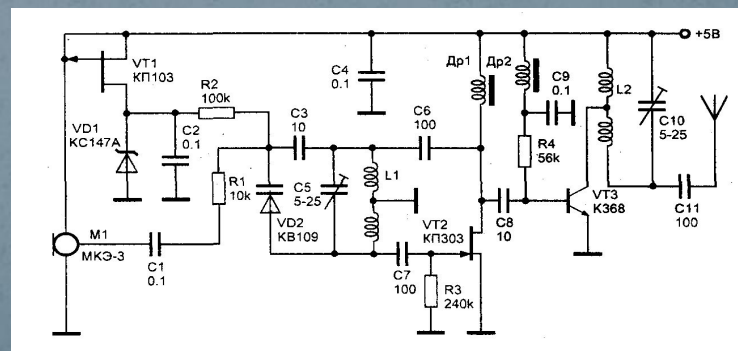 +5В
VT1
КП103
R2
100k
C4
0.1
Др1
Др2
C9
0.1
L2
C10
5-25
VD1
КС147А
C2
0.1
C3
10
C6
100
R4
56k
R1
10k
C5
5-25
L1
VT3
К368
C11
100
VD2
КВ109
VT2
КП303
C8
10
М1
МКЭ-3
C1
0.1
C7
100
R3
240k